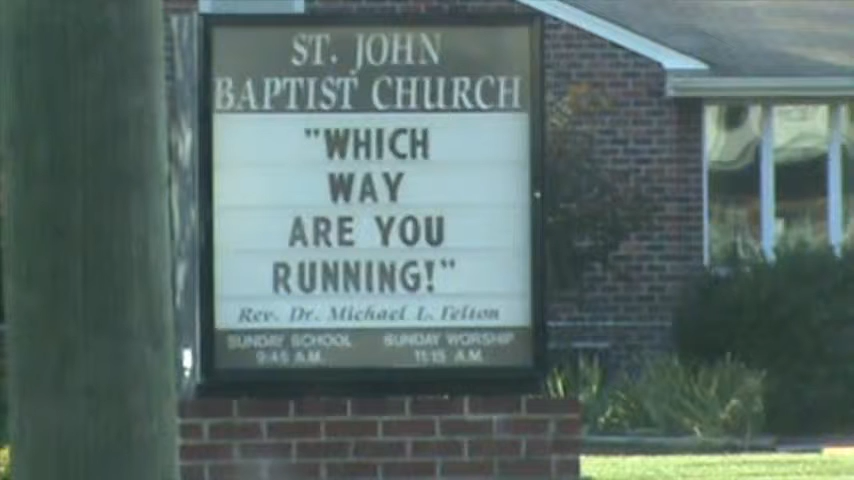 ST. JOHN
BAPTIST CHURCH
"WHICH
WAY
ARE YOU
RUNNING!"
Rev. Dr. Michael L. Felton
SUNDAY SCHOOL SUNDAY WORSHIP
9:45 A.M. 11:15 A.M.